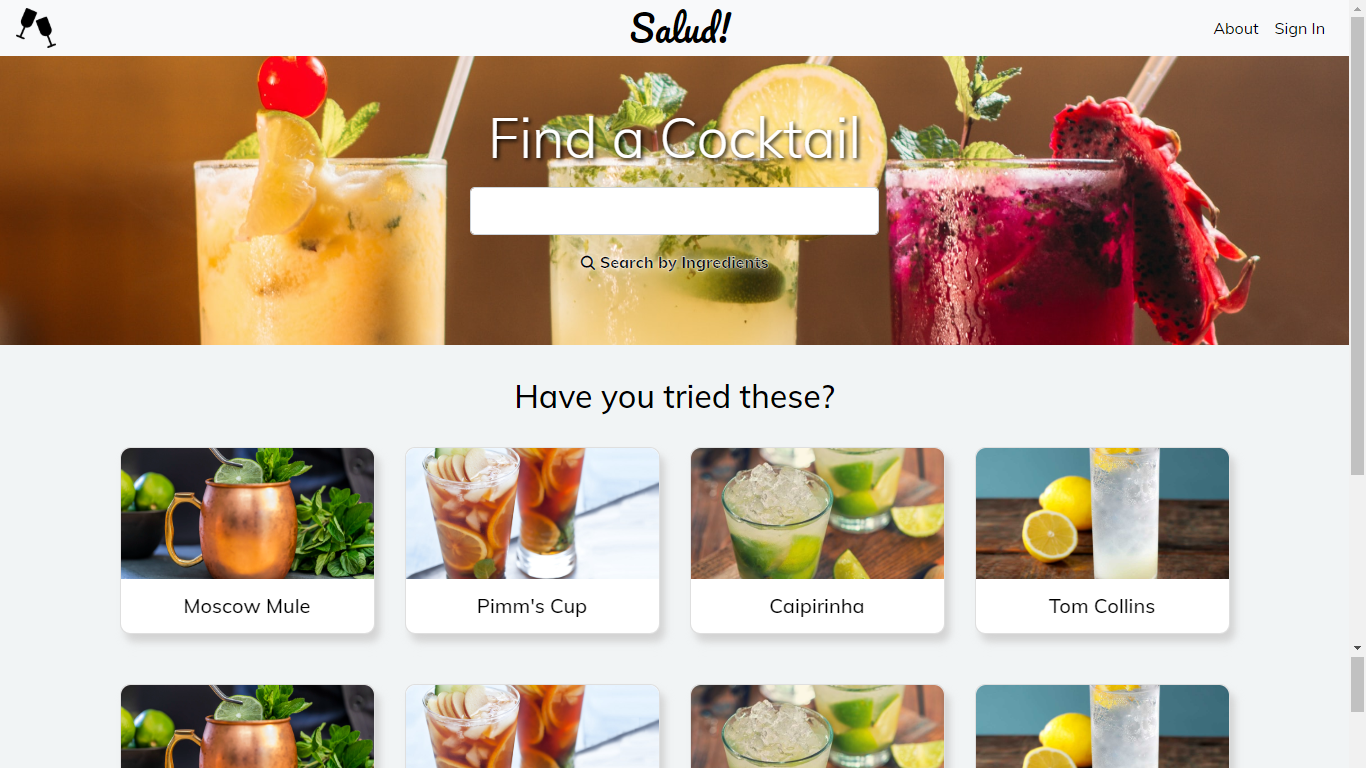 Salud!
About
Sign In
Find a Cocktail
Search by Ingredients
Have you tried these?
Moscow Mule
Pimm's Cup
Caipirinha
Tom Collins